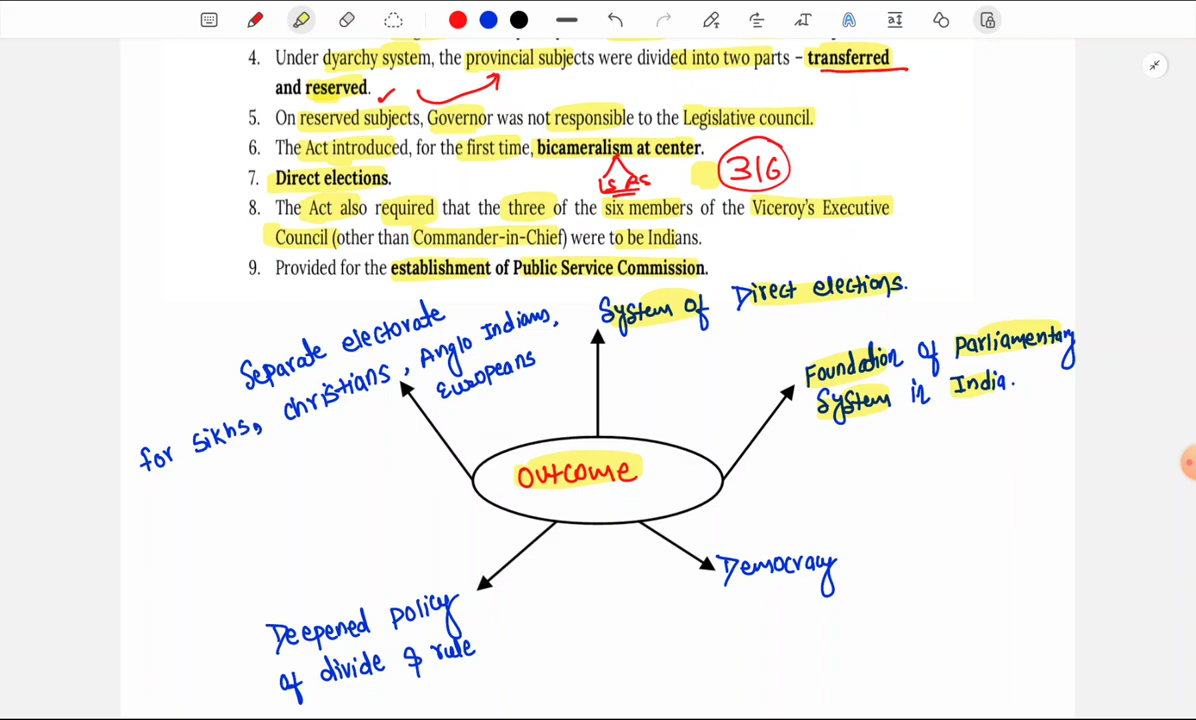 4. Under dyarchy system, the provincial subjects were divided into two parts – transferred
and reserved.
5. On reserved subjects, Governor was not responsible to the Legislative council.
6. The Act introduced, for the first time, bicameralism at center.
316
7. Direct elections.
8. The Act also required that the three of the six members of the Viceroy's Executive
Council (other than Commander-in-Chief) were to be Indians.
9. Provided for the establishment of Public Service Commission.
System of Direct elections.
Separate electorate
for sikhs, christians, Anglo Indians,
Europeans
Foundation of Parliamentary
System in India.
outcome
Democracy
Deepened policy
of divide & rule